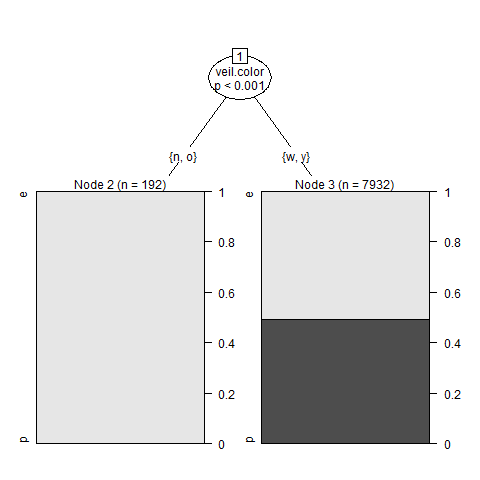 1
veil.color
p < 0.001
{n, o}
{w, y}
Node 2 (n = 192)
Node 3 (n = 7932)
e
p
1
0.8
0.6
0.4
0.2
0
e
p
1
0.8
0.6
0.4
0.2
0